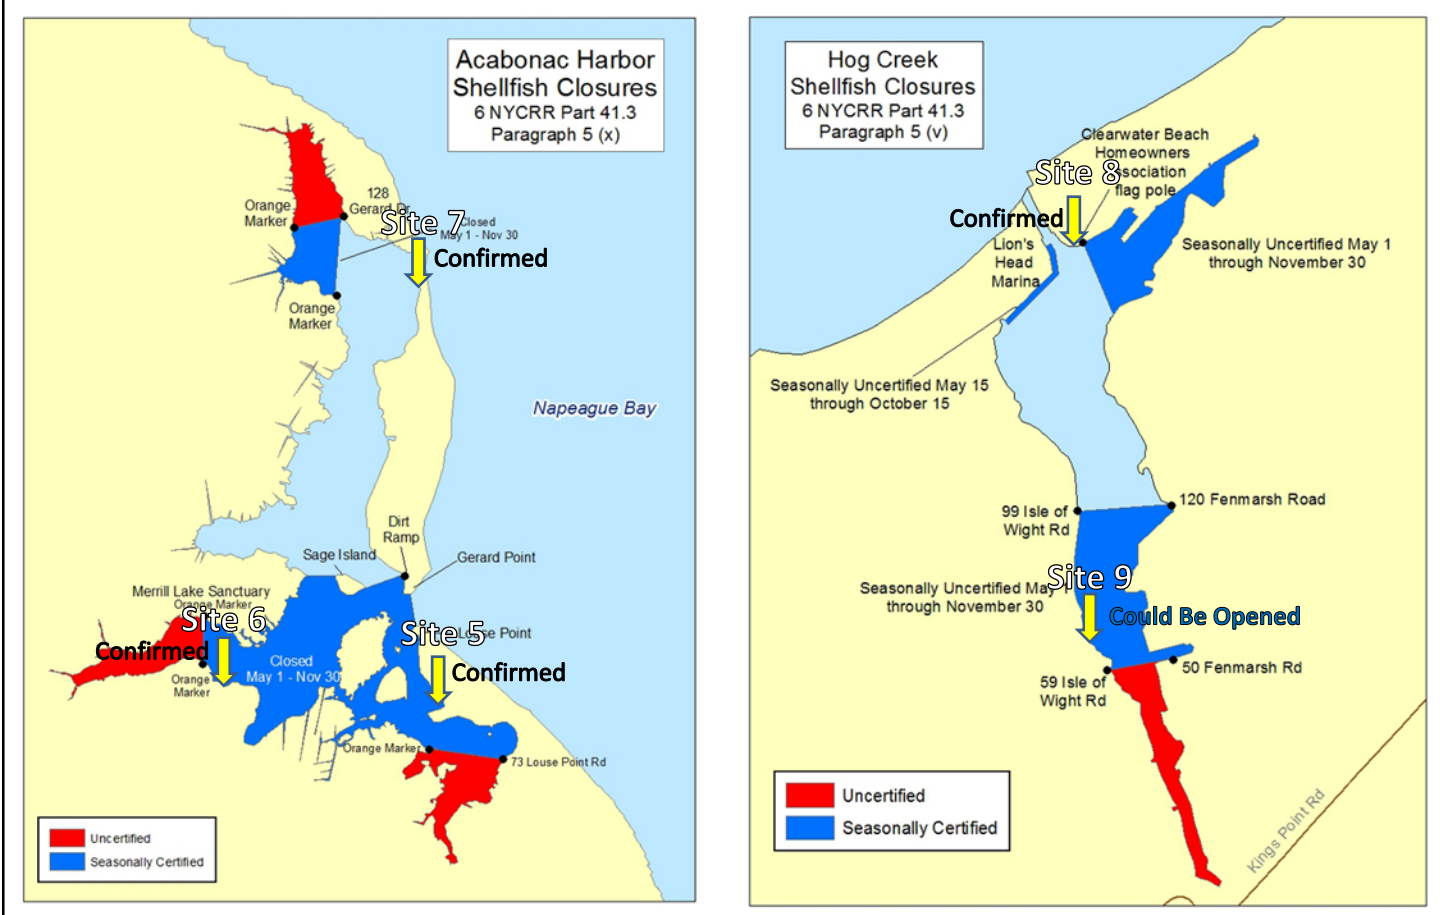 Acabonac Harbor
Shellfish Closures
6 NYCRR Part 41.3
Paragraph 5 (x)
128
Gerard Dr
Orange
Marker
Site 7
Closed
May 1 - Nov 30
Confirmed
Orange
Marker
Napeague Bay
Dirt
Ramp
Sage Island
Gerard Point
Merrill Lake Sanctuary
Orange Marker
Site 6
Confirmed
Orange
Marker
Closed
May 1 - Nov 30
Louse Point
Site 5
Confirmed
Orange Marker
73 Louse Point Rd
Uncertified
Seasonally Certified
Hog Creek
Shellfish Closures
6 NYCRR Part 41.3
Paragraph 5 (v)
Clearwater Beach
Homeowners
Association
flag pole
Site 8
Confirmed
Lion's
Head
Marina
Seasonally Uncertified May 1
through November 30
Seasonally Uncertified May 15
through October 15
99 Isle of
Wight Rd
120 Fenmarsh Road
Seasonally Uncertified May
through November 30
Site 9
Could Be Opened
59 Isle of
Wight Rd
50 Fenmarsh Rd
Uncertified
Seasonally Certified
Kings Point Rd